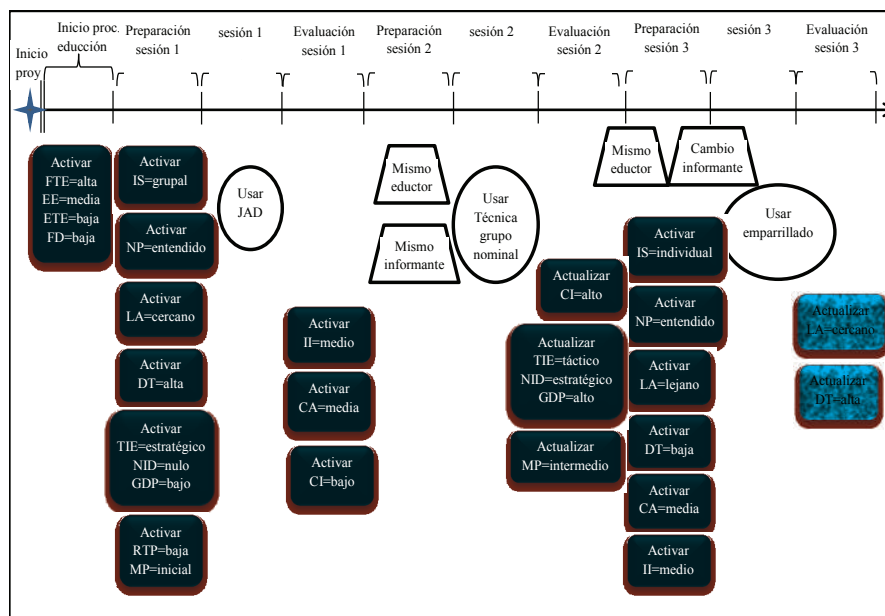 Inicio proy
Inicio proc. educción
Preparación sesión 1
sesión 1
Evaluación sesión 1
Preparación sesión 2
sesión 2
Evaluación sesión 2
Preparación sesión 3
sesión 3
Evaluación sesión 3
Activar
FTE=alta
EE=media
ETE=baja
FD=baja
Activar
IS=grupal
Activar
NP=entendido
Activar
LA=cercano
Activar
DT=alta
Activar
TIE=estratégico
NID=nulo
GDP=bajo
Activar
RTP=baja
MP=inicial
Usar
JAD
Activar
II=medio
Activar
CA=media
Activar
CI=bajo
Mismo
eductor
Mismo
informante
Usar
Técnica
grupo
nominal
Actualizar
CI=alto
Actualizar
TIE=táctico
NID=estratégico
GDP=alto
Actualizar
MP=intermedio
Mismo
eductor
Cambio
informante
Activar
IS=individual
Activar
NP=entendido
Activar
LA=lejano
Activar
DT=baja
Activar
CA=media
Activar
II=medio
Usar
emparrillado
Actualizar
LA=cercano
Actualizar
DT=alta